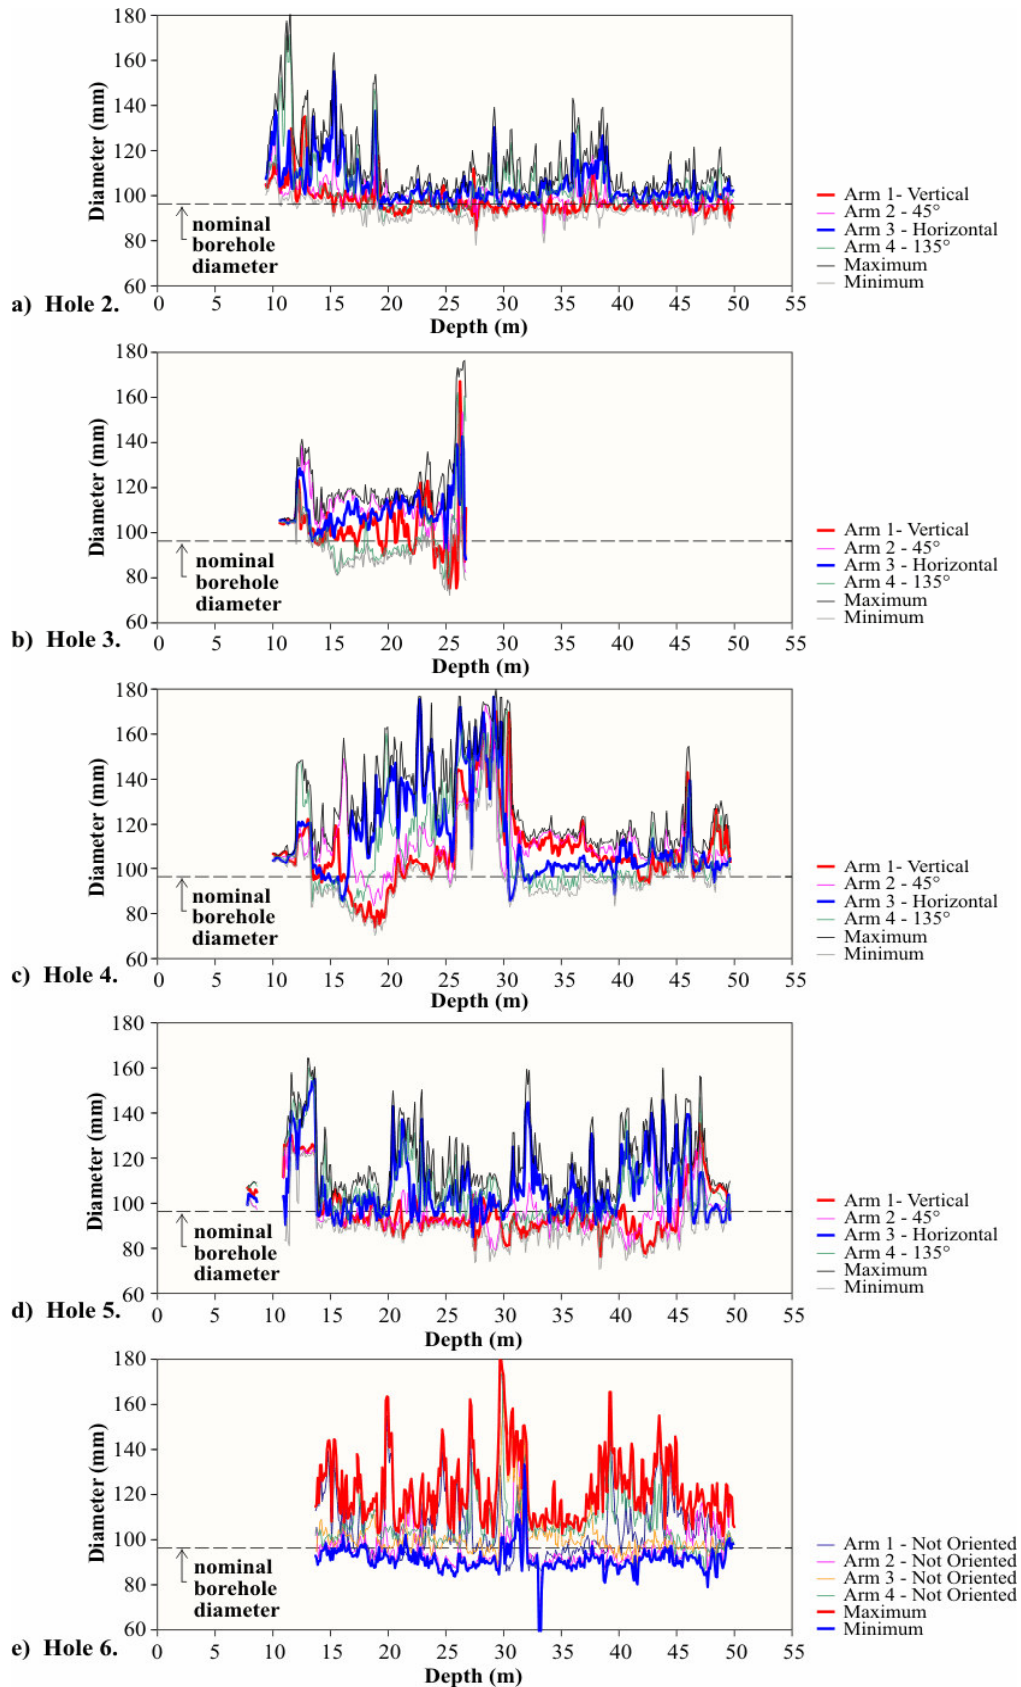 180
160
140
120
100
80
60
Diameter (mm)
nominal
borehole
diameter
0 5 10 15 20 25 30 35 40 45 50 55
Depth (m)
Arm 1- Vertical
Arm 2 - 45°
Arm 3 - Horizontal
Arm 4 - 135°
Maximum
Minimum
a) Hole 2.
180
160
140
120
100
80
60
Diameter (mm)
nominal
borehole
diameter
0 5 10 15 20 25 30 35 40 45 50 55
Depth (m)
Arm 1- Vertical
Arm 2 - 45°
Arm 3 - Horizontal
Arm 4 - 135°
Maximum
Minimum
b) Hole 3.
180
160
140
120
100
80
60
Diameter (mm)
nominal
borehole
diameter
0 5 10 15 20 25 30 35 40 45 50 55
Depth (m)
Arm 1- Vertical
Arm 2 - 45°
Arm 3 - Horizontal
Arm 4 - 135°
Maximum
Minimum
c) Hole 4.
180
160
140
120
100
80
60
Diameter (mm)
nominal
borehole
diameter
0 5 10 15 20 25 30 35 40 45 50 55
Depth (m)
Arm 1- Vertical
Arm 2 - 45°
Arm 3 - Horizontal
Arm 4 - 135°
Maximum
Minimum
d) Hole 5.
180
160
140
120
100
80
60
Diameter (mm)
nominal
borehole
diameter
0 5 10 15 20 25 30 35 40 45 50 55
Depth (m)
Arm 1 - Not Oriented
Arm 2 - Not Oriented
Arm 3 - Not Oriented
Arm 4 - Not Oriented
Maximum
Minimum
e) Hole 6.